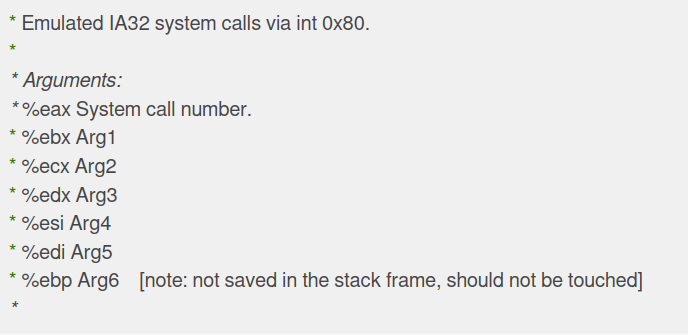 * Emulated IA32 system calls via int 0x80.
*
* Arguments:
* %eax System call number.
* %ebx Arg1
* %ecx Arg2
* %edx Arg3
* %esi Arg4
* %edi Arg5
* %ebp Arg6 [note: not saved in the stack frame, should not be touched]
*